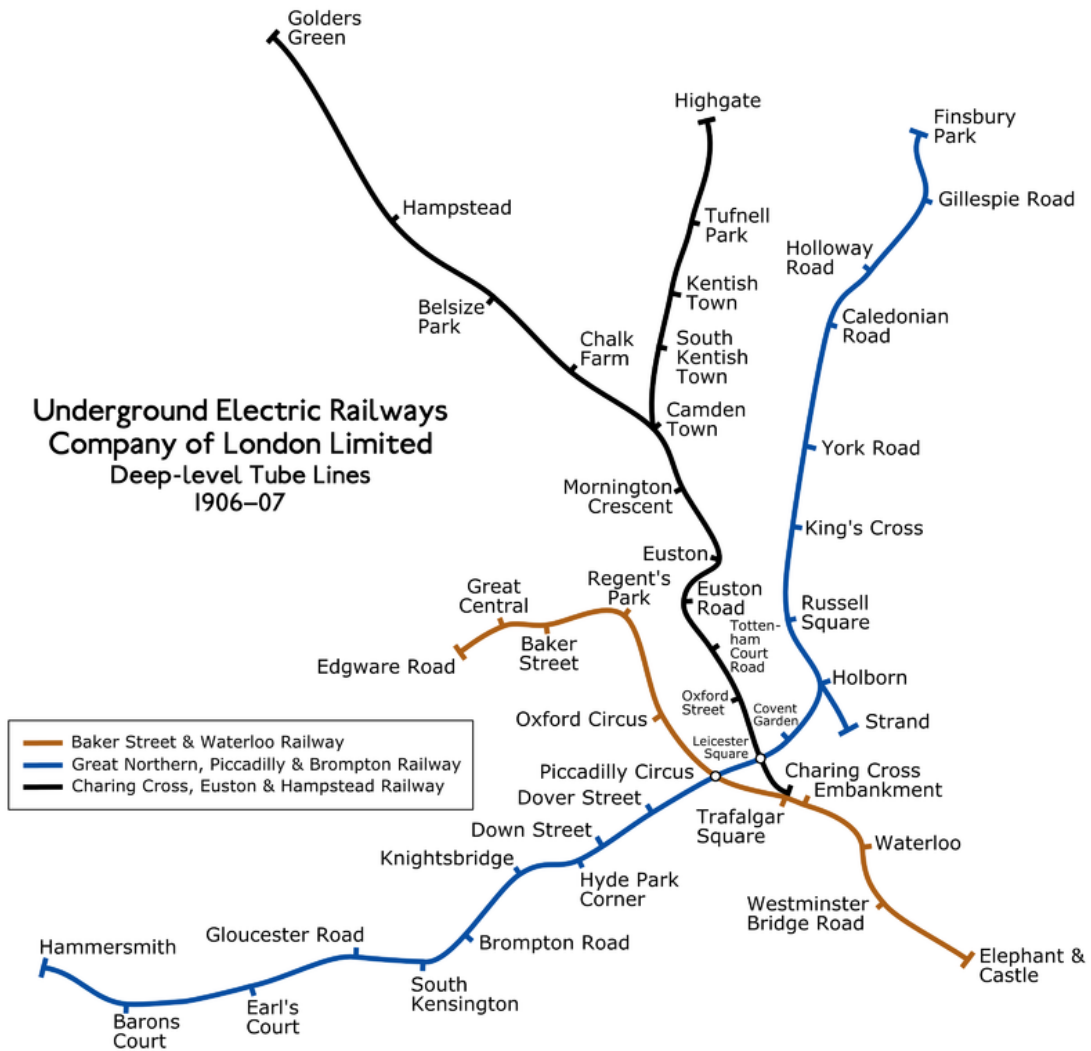 Golders
Green
Highgate
Finsbury
Park
Gillespie Road
Hampstead
Tufnell
Park
Holloway
Road
Kentish
Town
Belsize
Park
Caledonian
Road
Chalk
Farm
South
Kentish
Town
Underground Electric Railways
Company of London Limited
Deep-level Tube Lines
1906–07
Camden
Town
York Road
Mornington
Crescent
King's Cross
Euston
Great
Central
Regent's
Park
Euston
Road
Russell
Square
Edgware Road
Baker
Street
Totten-
ham
Court
Road
Holborn
Oxford Circus
Oxford
Street
Covent
Garden
Strand
Baker Street & Waterloo Railway
Great Northern, Piccadilly & Brompton Railway
Charing Cross, Euston & Hampstead Railway
Leicester
Square
Piccadilly Circus
Charing Cross
Embankment
Dover Street
Trafalgar
Square
Down Street
Waterloo
Knightsbridge
Hyde Park
Corner
Westminster
Bridge Road
Hammersmith
Gloucester Road
Brompton Road
Elephant &
Castle
South
Kensington
Barons
Court
Earl's
Court